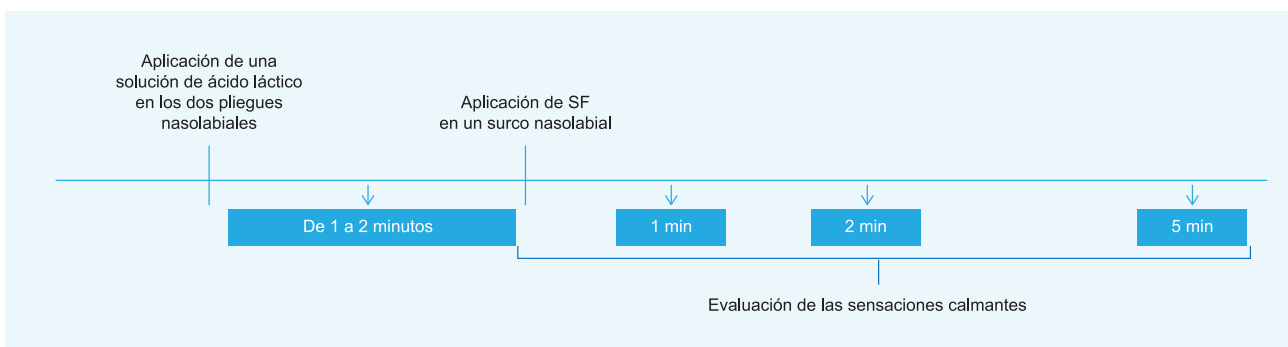 Aplicación de una
solución de ácido láctico
en los dos pliegues
nasolabiales
Aplicación de SF
en un surco nasolabial
De 1 a 2 minutos
1 min
2 min
5 min
Evaluación de las sensaciones calmantes